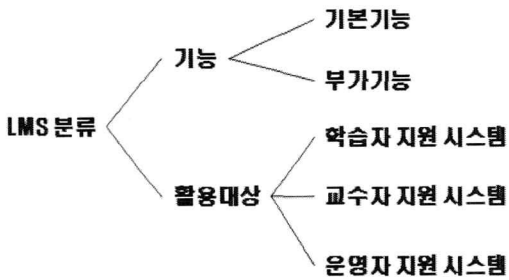 기본기능
기능
부가기능
LMS 분류
학습자 지원 시스템
활용대상
교수자 지원 시스템
운영자 지원 시스템